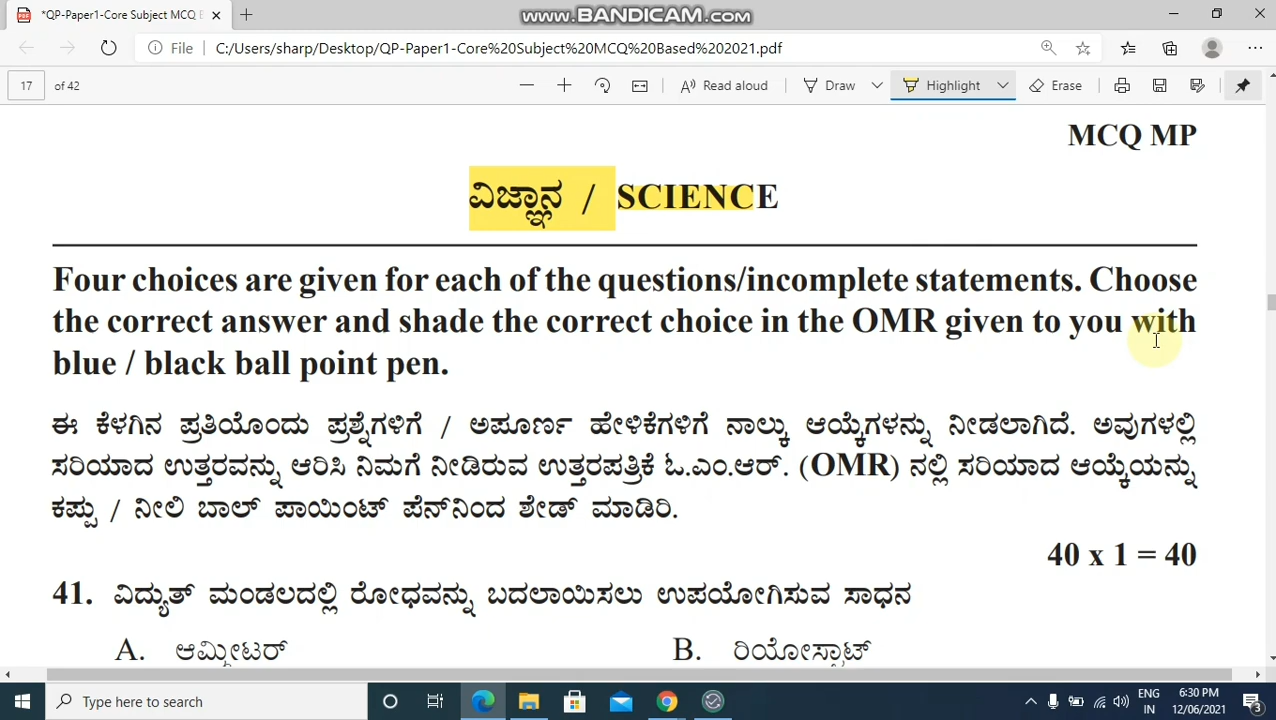 *QP-Paper1-Core Subject MCQ B
www.BANDICAM.com
File C:/Users/sharp/Desktop/QP-Paper1-Core%20Subject%20MCQ%20Based%202021.pdf
17 of 42 Read aloud Draw Highlight Erase
MCQ MP
ವಿಜ್ಞಾನ / SCIENCE
Four choices are given for each of the questions/incomplete statements. Choose
the correct answer and shade the correct choice in the OMR given to you with
blue / black ball point pen.
ಈ ಕೆಳಗಿನ ಪ್ರತಿಯೊಂದು ಪ್ರಶ್ನೆಗಳಿಗೆ / ಅಪೂರ್ಣ ಹೇಳಿಕೆಗಳಿಗೆ ನಾಲ್ಕು ಆಯ್ಕೆಗಳನ್ನು ನೀಡಲಾಗಿದೆ. ಅವುಗಳಲ್ಲಿ
ಸರಿಯಾದ ಉತ್ತರವನ್ನು ಆರಿಸಿ ನಿಮಗೆ ನೀಡಿರುವ ಉತ್ತರಪತ್ರಿಕೆ ಓ.ಎಂ.ಆರ್. (OMR) ನಲ್ಲಿ ಸರಿಯಾದ ಆಯ್ಕೆಯನ್ನು
ಕಪ್ಪು / ನೀಲಿ ಬಾಲ್ ಪಾಯಿಂಟ್ ಪೆನ್‌ನಿಂದ ಶೇಡ್ ಮಾಡಿರಿ.
40 x 1 = 40
41. ವಿದ್ಯುತ್ ಮಂಡಲದಲ್ಲಿ ರೋಧವನ್ನು ಬದಲಾಯಿಸಲು ಉಪಯೋಗಿಸುವ ಸಾಧನ
A. ಆಮ್ಮೀಟರ್ B. ರಿಯೋಸ್ಟಾಟ್
Type here to search
ENG 6:30 PM
IN 12/06/2021 3